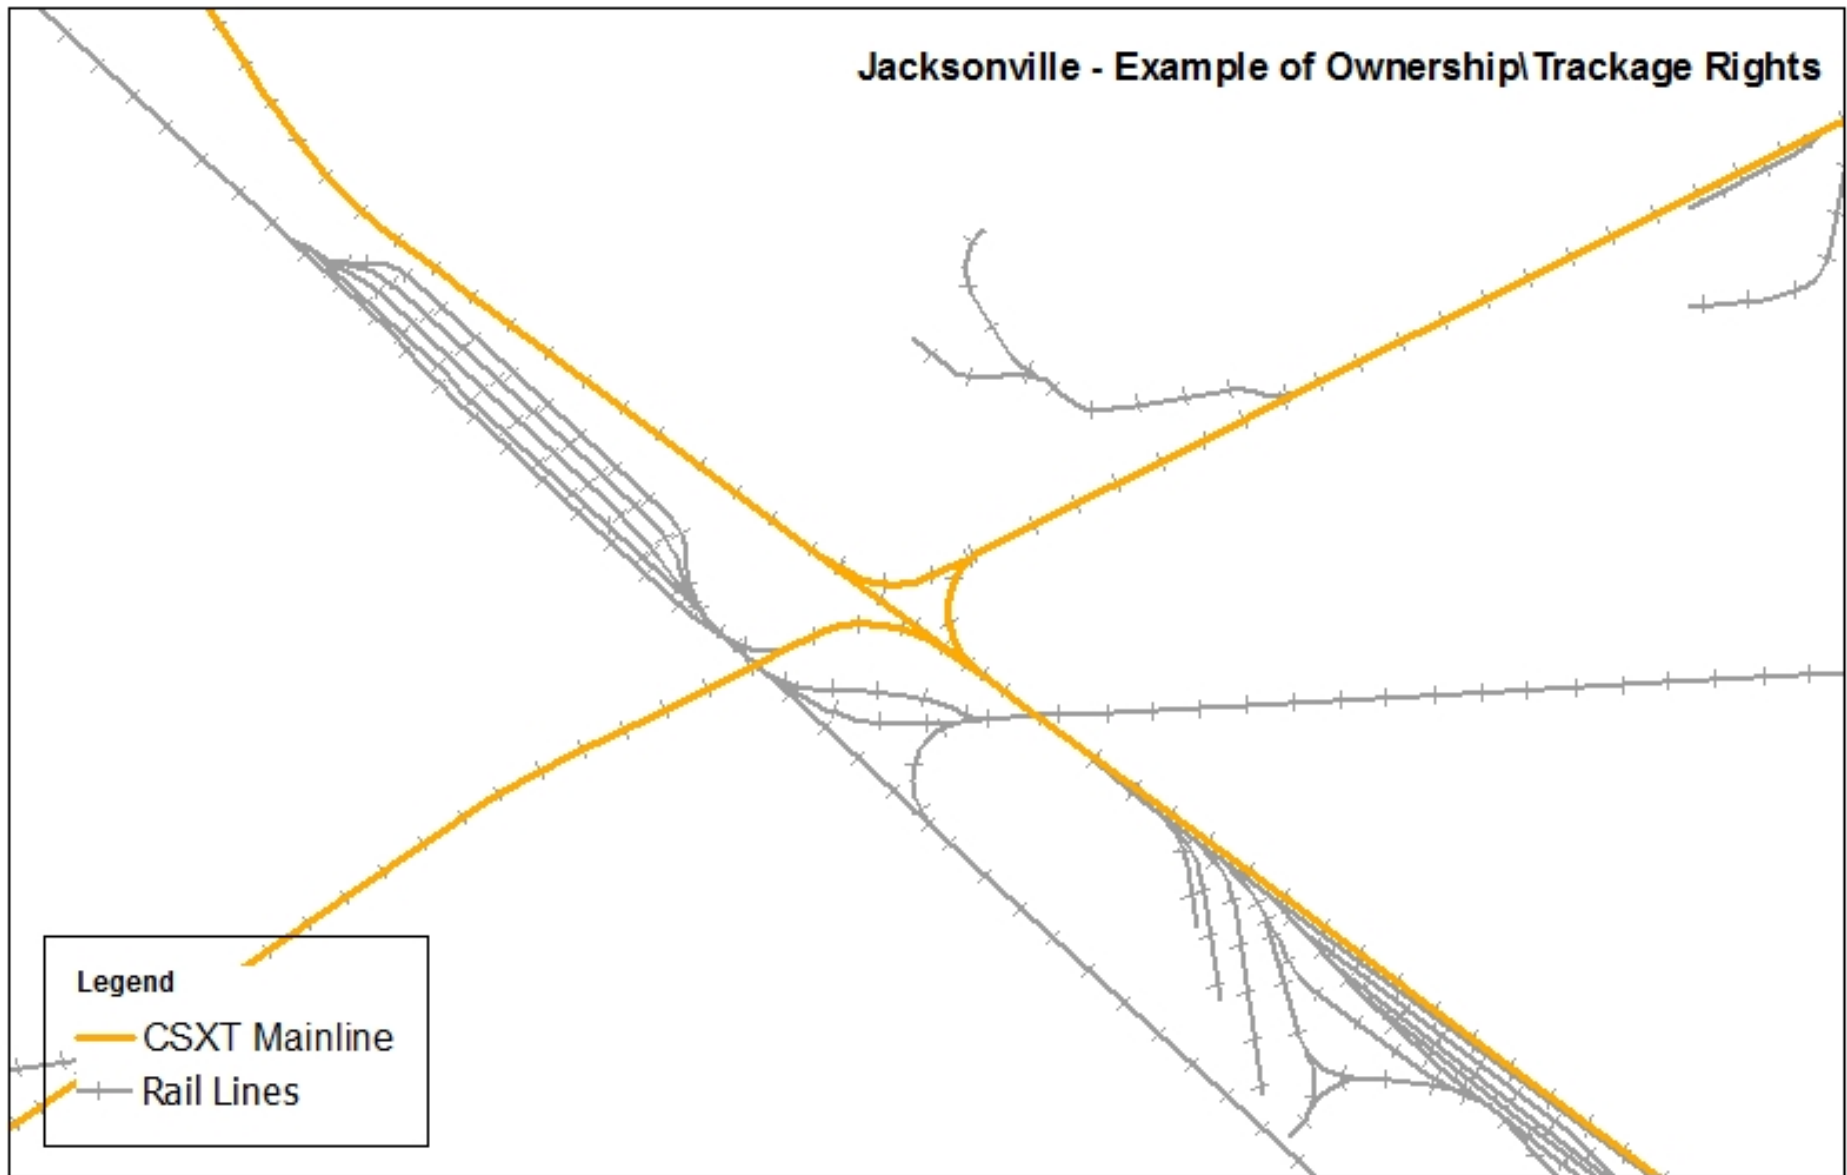 Jacksonville - Example of Ownership\Trackage Rights
Legend
CSXT Mainline
Rail Lines